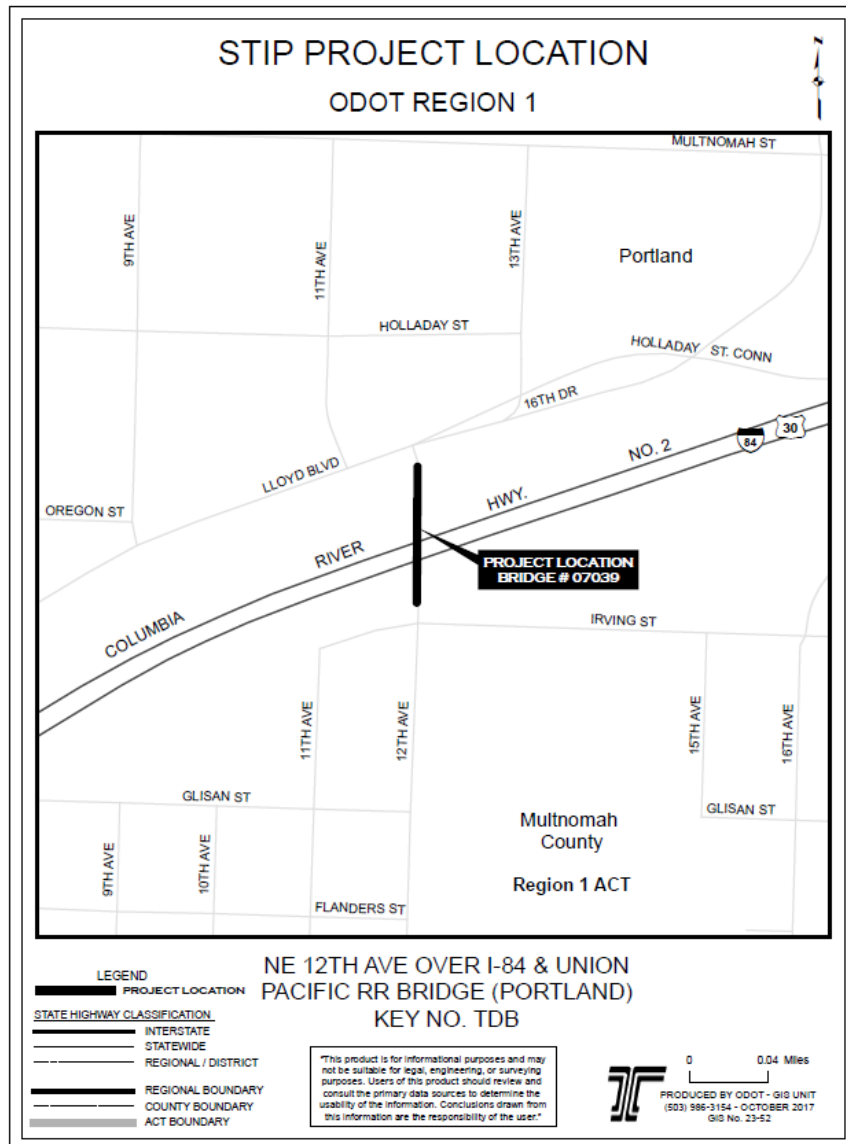 STIP PROJECT LOCATION
ODOT REGION 1
N
MULTNOMAH ST
9TH AVE
11TH AVE
13TH AVE
Portland
HOLLADAY ST
HOLLADAY ST. CONN
16TH DR
84
30
LLOYD BLVD
NO. 2
HWY.
OREGON ST
RIVER
PROJECT LOCATION
BRIDGE # 07039
COLUMBIA
IRVING ST
11TH AVE
12TH AVE
15TH AVE
16TH AVE
GLISAN ST
GLISAN ST
Multnomah
County
9TH AVE
10TH AVE
Region 1 ACT
FLANDERS ST
LEGEND
PROJECT LOCATION
STATE HIGHWAY CLASSIFICATION
INTERSTATE
STATEWIDE
REGIONAL / DISTRICT
REGIONAL BOUNDARY
COUNTY BOUNDARY
ACT BOUNDARY
NE 12TH AVE OVER I-84 & UNION
PACIFIC RR BRIDGE (PORTLAND)
KEY NO. TDB
"This product is for informational purposes and may
not be suitable for legal, engineering, or surveying
purposes. Users of this product should review and
consult the primary data sources to determine the
usability of the information. Conclusions drawn from
this information are the responsibility of the user."
0 0.04 Miles
PRODUCED BY ODOT - GIS UNIT
(503) 986-3154 - OCTOBER 2017
GIS No. 23-52